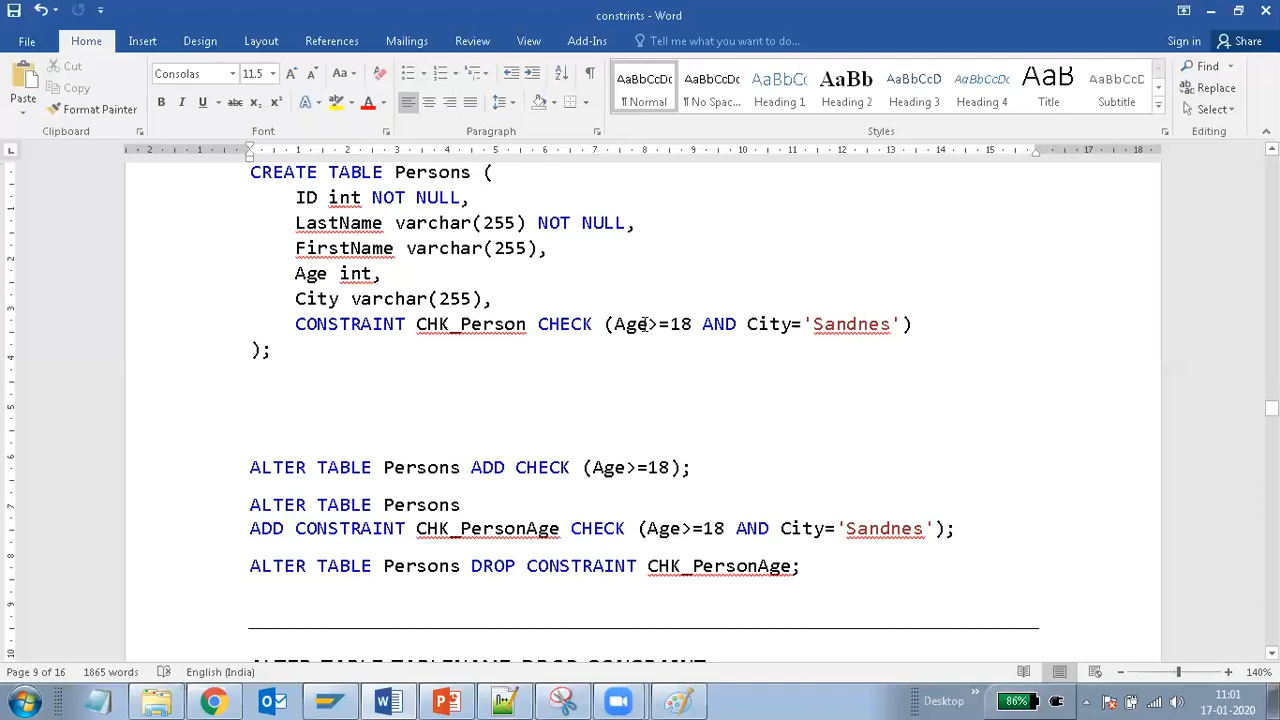 constrints - Word
File Home Insert Design Layout References Mailings Review View Add-Ins Tell me what you want to do... Sign in Share
Paste
Cut
Copy
Format Painter
Clipboard
Consolas 11.5
Font
Paragraph
AaBbCcDc AaBbCcDc AaBbCc AaBb AaBbCcD AaBbCcD AaB AaBbCcD
¶ Normal ¶ No Spac... Heading 1 Heading 2 Heading 3 Heading 4 Title Subtitle
Styles
Find
Replace
Select
Editing
CREATE TABLE Persons (
ID int NOT NULL,
LastName varchar(255) NOT NULL,
FirstName varchar(255),
Age int,
City varchar(255),
CONSTRAINT CHK_Person CHECK (Age>=18 AND City='Sandnes')
);
ALTER TABLE Persons ADD CHECK (Age>=18);
ALTER TABLE Persons
ADD CONSTRAINT CHK_PersonAge CHECK (Age>=18 AND City='Sandnes');
ALTER TABLE Persons DROP CONSTRAINT CHK_PersonAge;
ALTER TABLE TABLENAME DROP CONSTRAINT
Page 9 of 16 1865 words English (India) 140%
Desktop 86% 11:01
17-01-2020